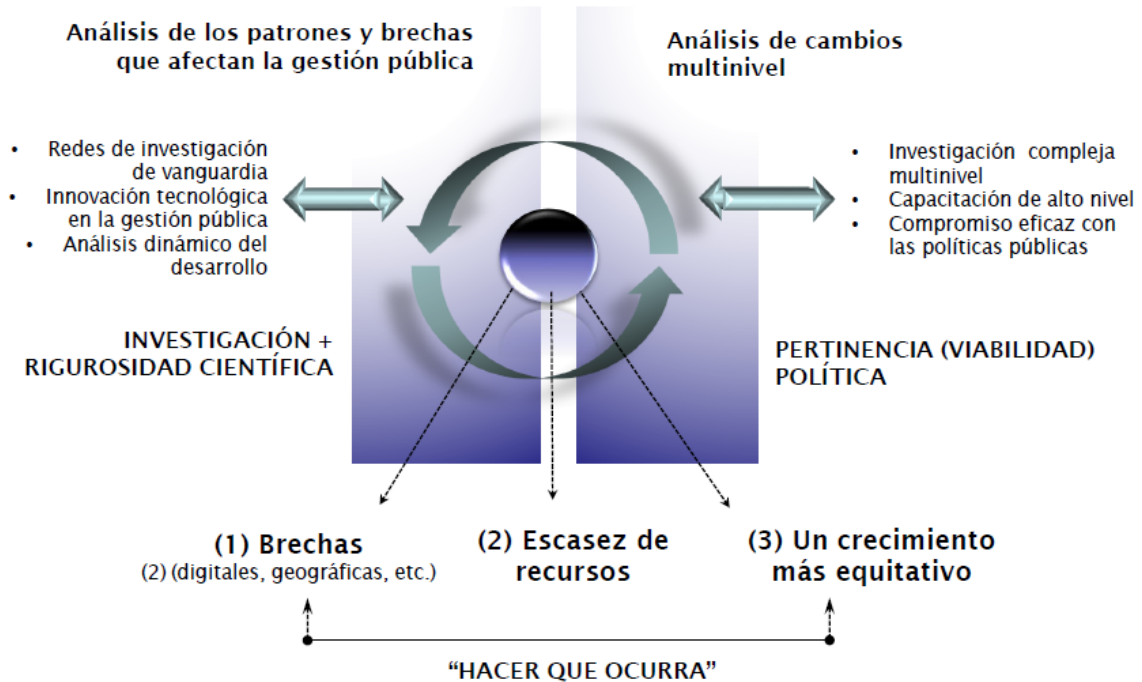 Análisis de los patrones y brechas
que afectan la gestión pública
Análisis de cambios
multinivel
• Redes de investigación
de vanguardia
• Innovación tecnológica
en la gestión pública
• Análisis dinámico del
desarrollo
• Investigación compleja
multinivel
• Capacitación de alto nivel
• Compromiso eficaz con
las políticas públicas
INVESTIGACIÓN +
RIGUROSIDAD CIENTÍFICA
PERTINENCIA (VIABILIDAD)
POLÍTICA
(1) Brechas
(2) (digitales, geográficas, etc.)
(2) Escasez de
recursos
(3) Un crecimiento
más equitativo
“HACER QUE OCURRA”